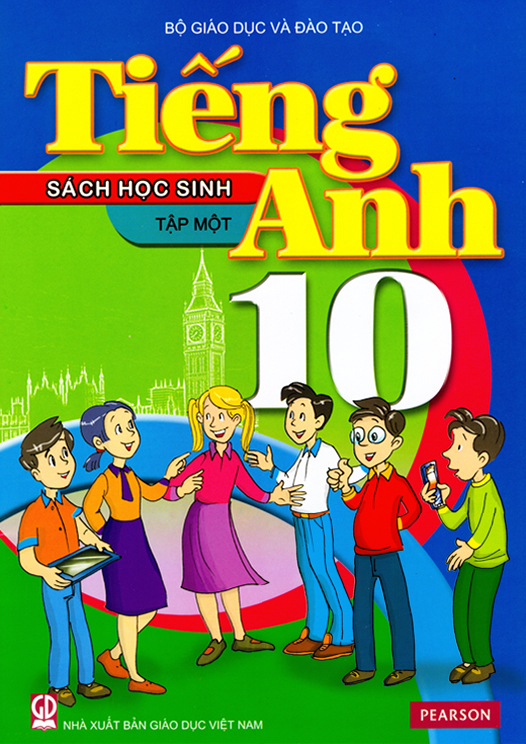 BỘ GIÁO DỤC VÀ ĐÀO TẠO
Tiếng
Anh
SÁCH HỌC SINH
TẬP MỘT
10
GD
NHÀ XUẤT BẢN GIÁO DỤC VIỆT NAM
PEARSON